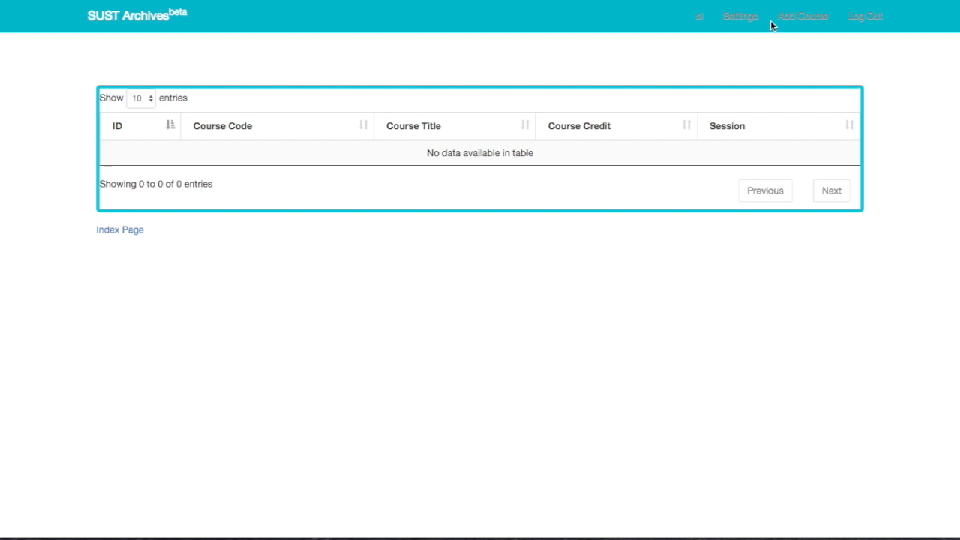 SUST Archives beta
Settings Add Course Log Out
Show 10 entries
ID Course Code Course Title Course Credit Session
No data available in table
Showing 0 to 0 of 0 entries
Previous Next
Index Page